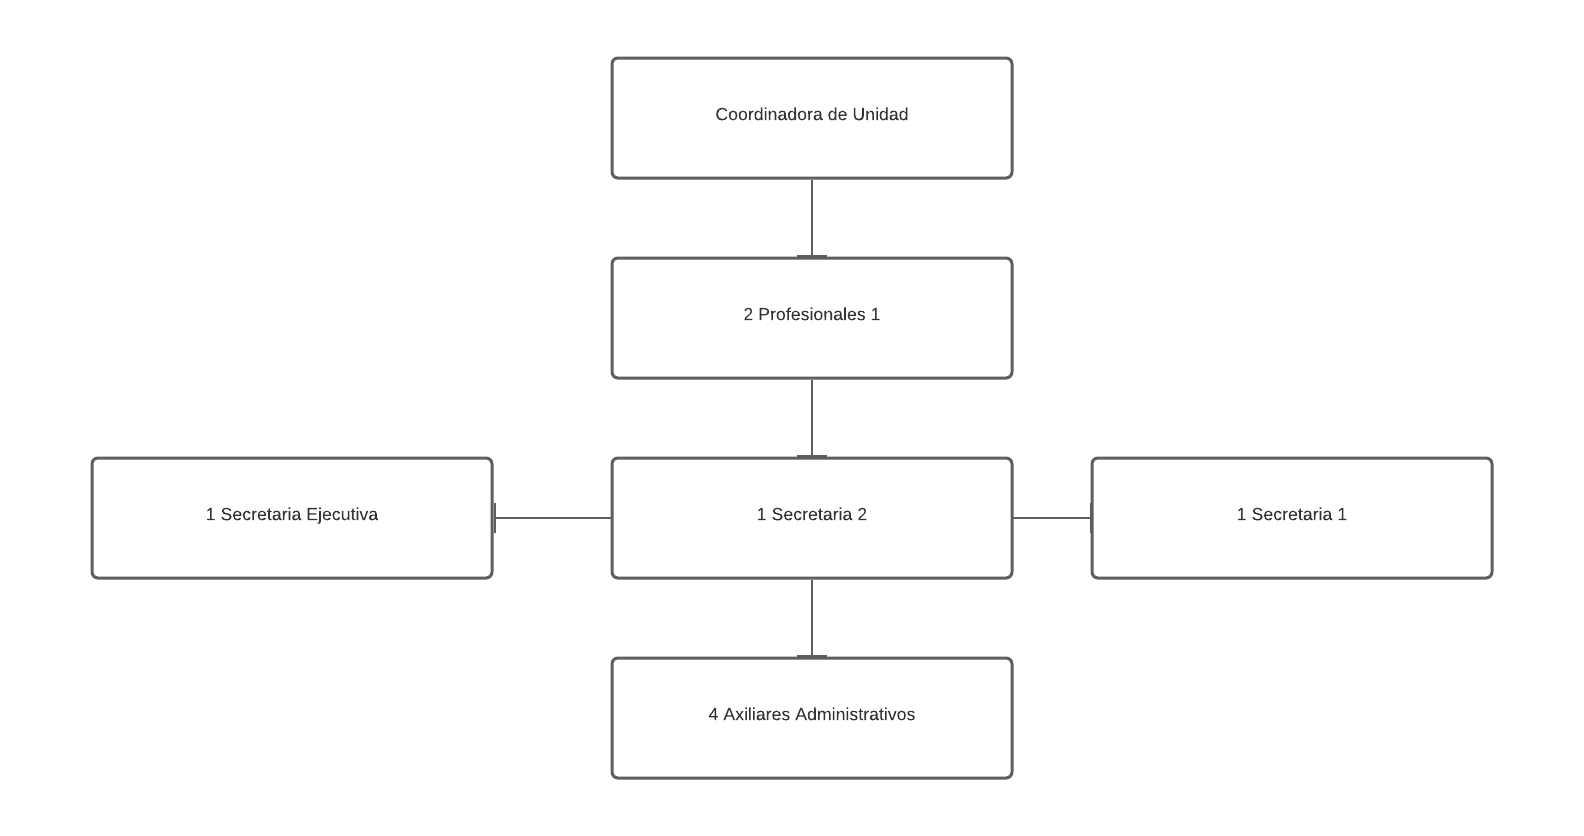 Coordinadora de Unidad
2 Profesionales 1
1 Secretaria Ejecutiva
1 Secretaria 2
1 Secretaria 1
4 Axiliares Administrativos